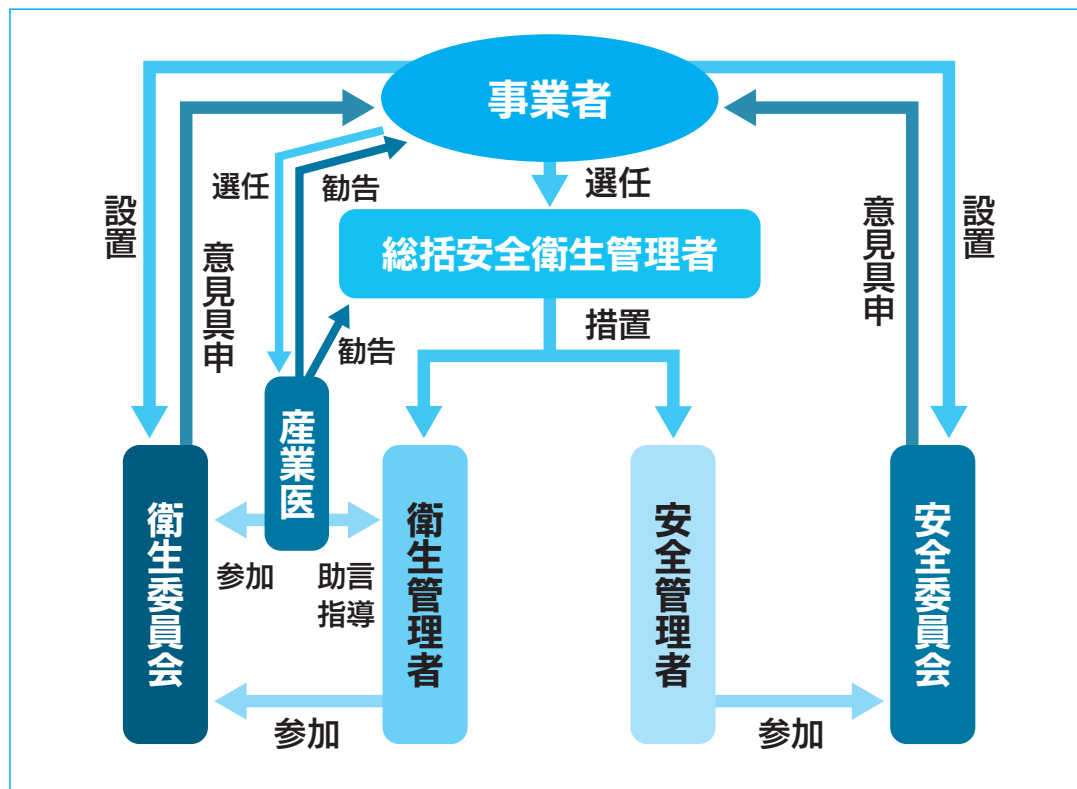 事業者
選任
勧告
選任
設置
意見具申
意見具申
設置
総括安全衛生管理者
措置
勧告
産業医
衛生委員会
参加
助言
指導
衛生管理者
安全管理者
安全委員会
参加
参加